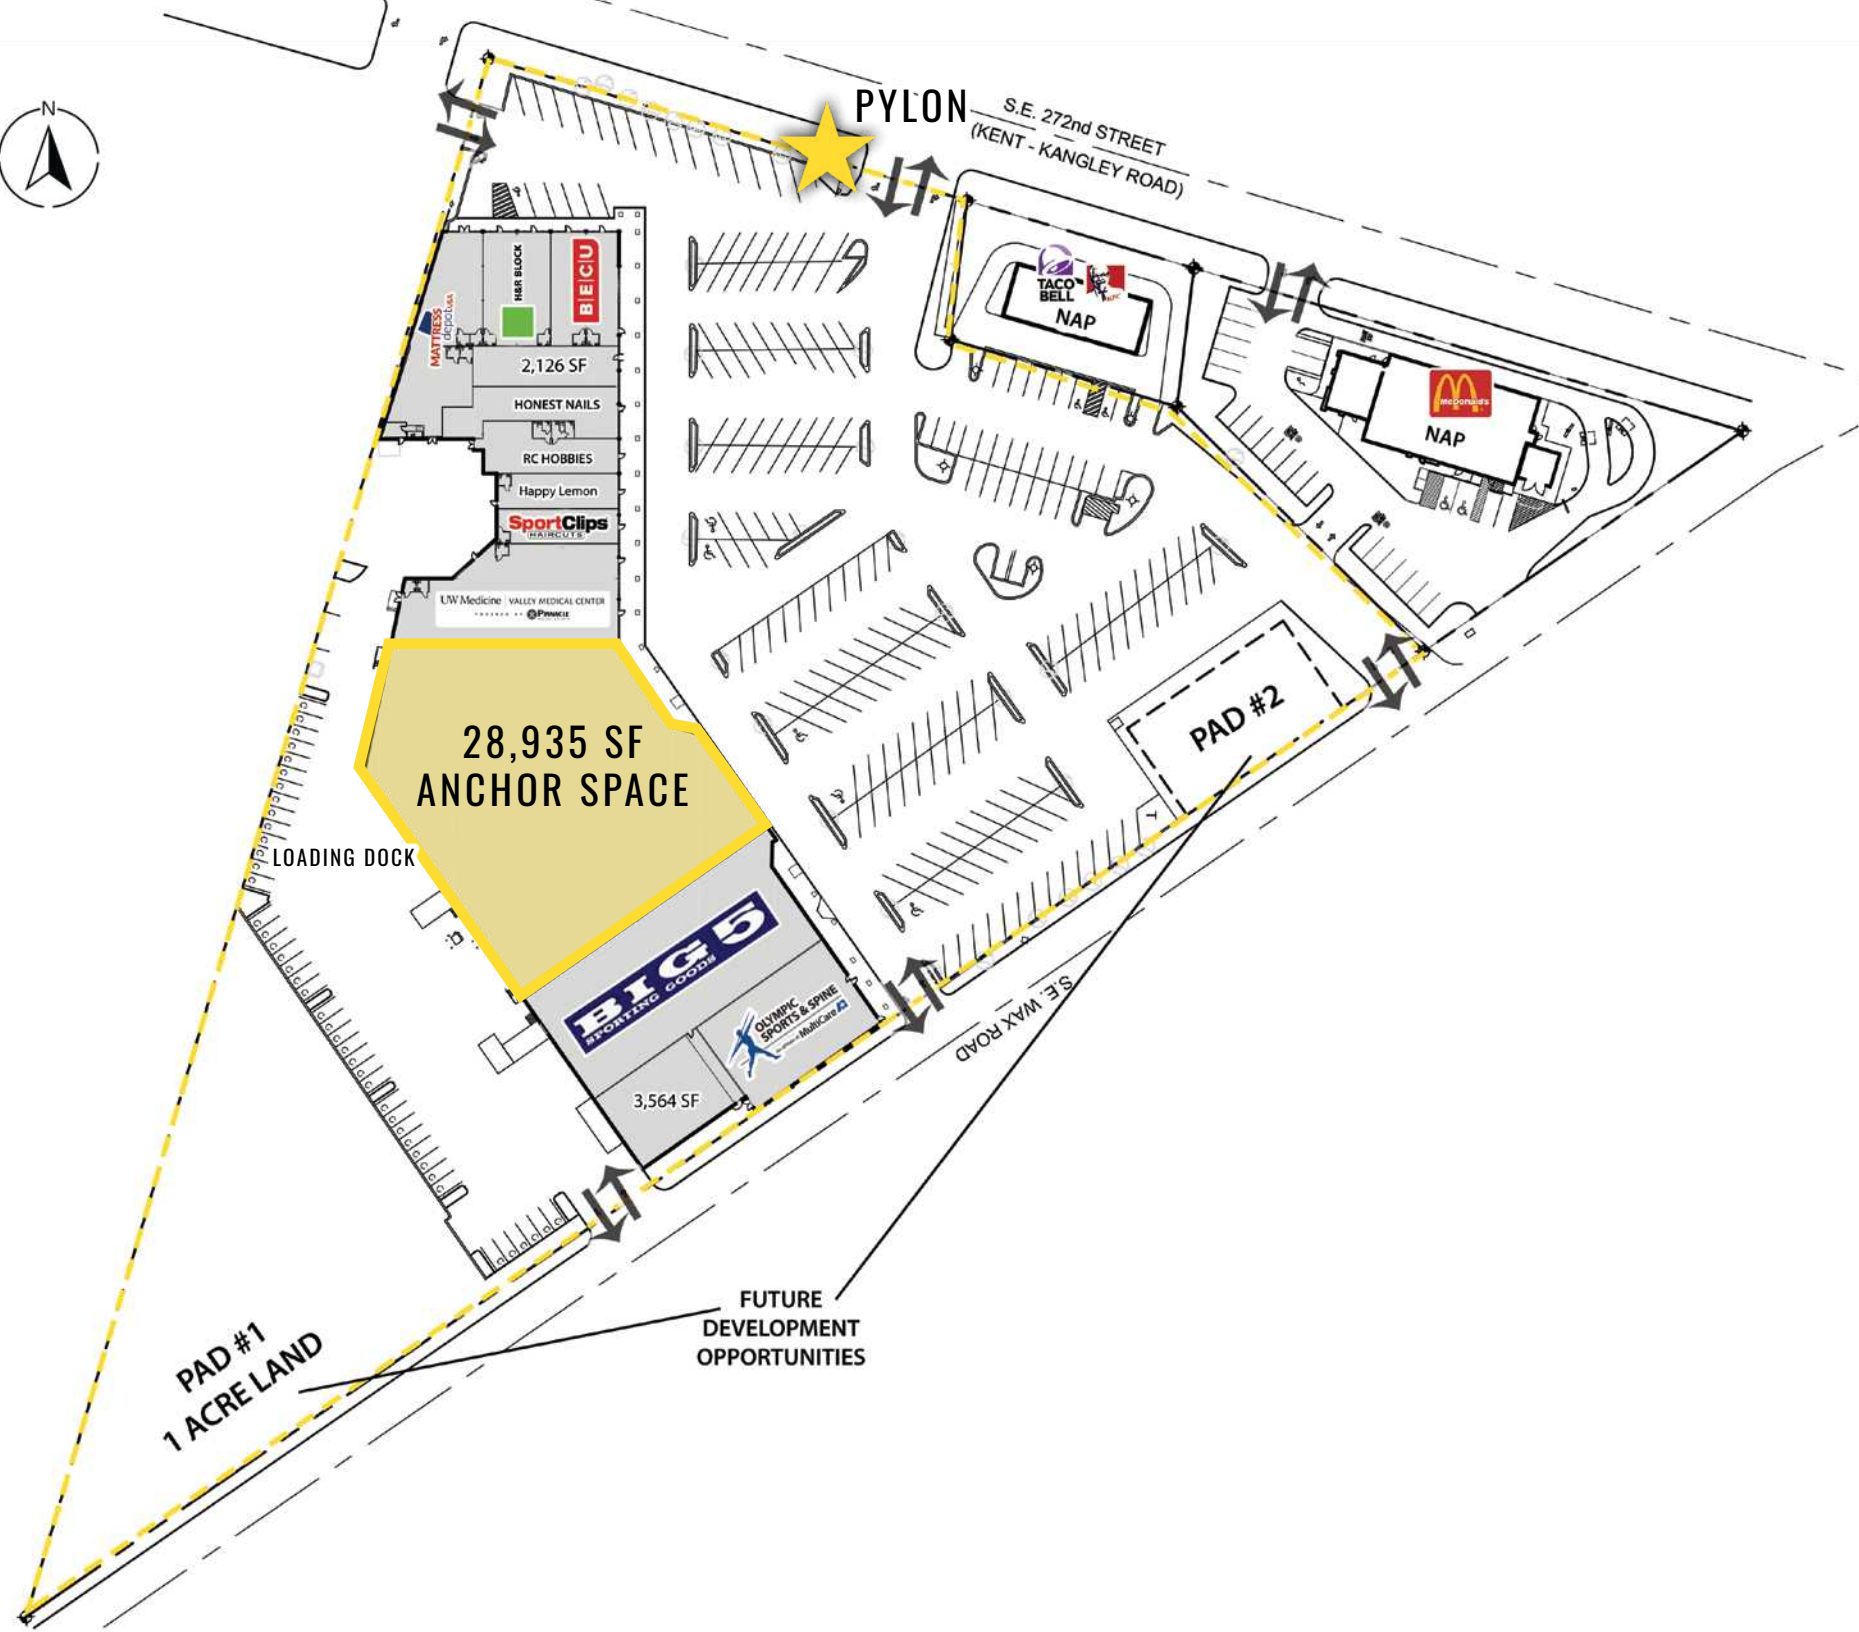 N
PYLON
S.E. 272nd STREET
(KENT - KANGLEY ROAD)
MATTRESS
depot USA
H&R BLOCK
BECU
TACO
BELL
KFC
NAP
McDonald's
NAP
2,126 SF
HONEST NAILS
RC HOBBIES
Happy Lemon
SportClips
HAIRCUTS
UW Medicine | VALLEY MEDICAL CENTER
POWERED BY PINNACLE
28,935 SF
ANCHOR SPACE
LOADING DOCK
PAD #2
T
BIG 5
SPORTING GOODS
OLYMPIC
SPORTS & SPINE
MultiCare
3,564 SF
S.E. WAX ROAD
FUTURE
DEVELOPMENT
OPPORTUNITIES
PAD #1
1 ACRE LAND